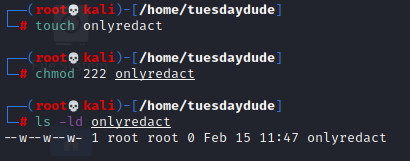 ┌──(root💀kali)-[/home/tuesdaydude]
└─# touch onlyredact
┌──(root💀kali)-[/home/tuesdaydude]
└─# chmod 222 onlyredact
┌──(root💀kali)-[/home/tuesdaydude]
└─# ls -ld onlyredact
--w--w--w- 1 root root 0 Feb 15 11:47 onlyredact